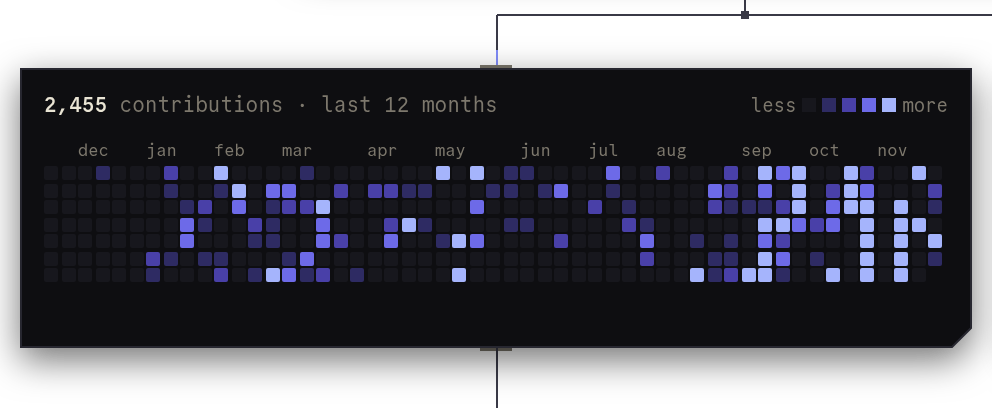 2,455 contributions · last 12 months
less more
dec jan feb mar apr may jun jul aug sep oct nov